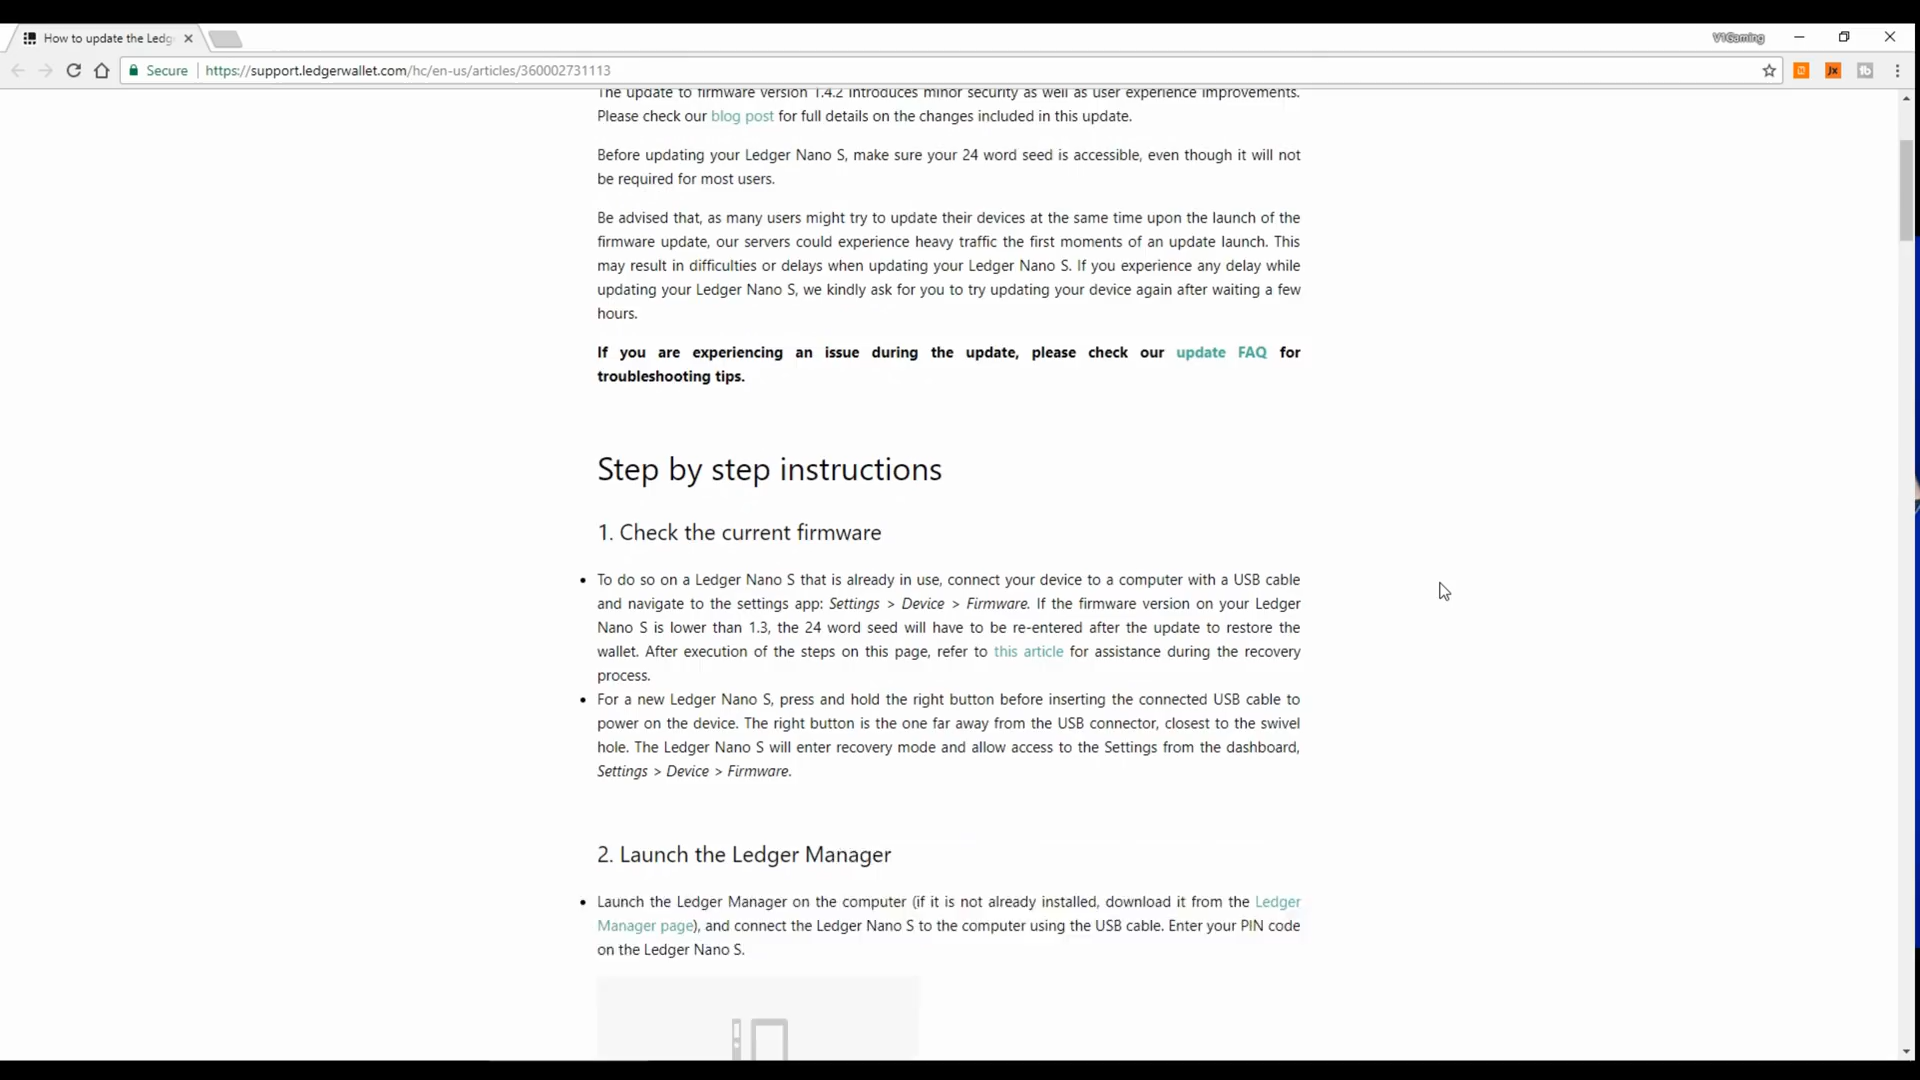 How to update the Ledg
V1Gaming
Secure
https://support.ledgerwallet.com/hc/en-us/articles/360002731113
Jx
The update to firmware version 1.4.2 introduces minor security as well as user experience improvements.
Please check our blog post for full details on the changes included in this update.
Before updating your Ledger Nano S, make sure your 24 word seed is accessible, even though it will not
be required for most users.
Be advised that, as many users might try to update their devices at the same time upon the launch of the
firmware update, our servers could experience heavy traffic the first moments of an update launch. This
may result in difficulties or delays when updating your Ledger Nano S. If you experience any delay while
updating your Ledger Nano S, we kindly ask for you to try updating your device again after waiting a few
hours.
If you are experiencing an issue during the update, please check our update FAQ for
troubleshooting tips.
Step by step instructions
1. Check the current firmware
To do so on a Ledger Nano S that is already in use, connect your device to a computer with a USB cable
and navigate to the settings app: Settings > Device > Firmware. If the firmware version on your Ledger
Nano S is lower than 1.3, the 24 word seed will have to be re-entered after the update to restore the
wallet. After execution of the steps on this page, refer to this article for assistance during the recovery
process.
For a new Ledger Nano S, press and hold the right button before inserting the connected USB cable to
power on the device. The right button is the one far away from the USB connector, closest to the swivel
hole. The Ledger Nano S will enter recovery mode and allow access to the Settings from the dashboard,
Settings > Device > Firmware.
2. Launch the Ledger Manager
Launch the Ledger Manager on the computer (if it is not already installed, download it from the Ledger
Manager page), and connect the Ledger Nano S to the computer using the USB cable. Enter your PIN code
on the Ledger Nano S.